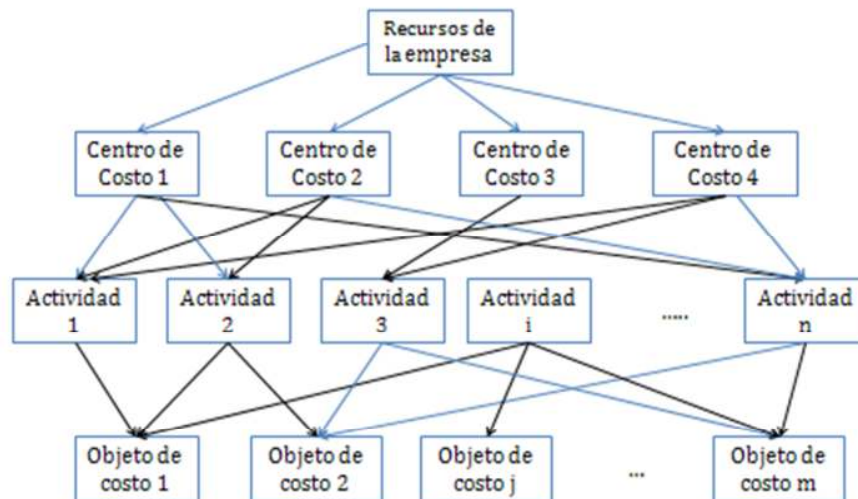 Recursos de
la empresa
Centro de
Costo 1
Centro de
Costo 2
Centro de
Costo 3
Centro de
Costo 4
Actividad
1
Actividad
2
Actividad
3
Actividad
i
.....
Actividad
n
Objeto de
costo 1
Objeto de
costo 2
Objeto de
costo j
...
Objeto de
costo m